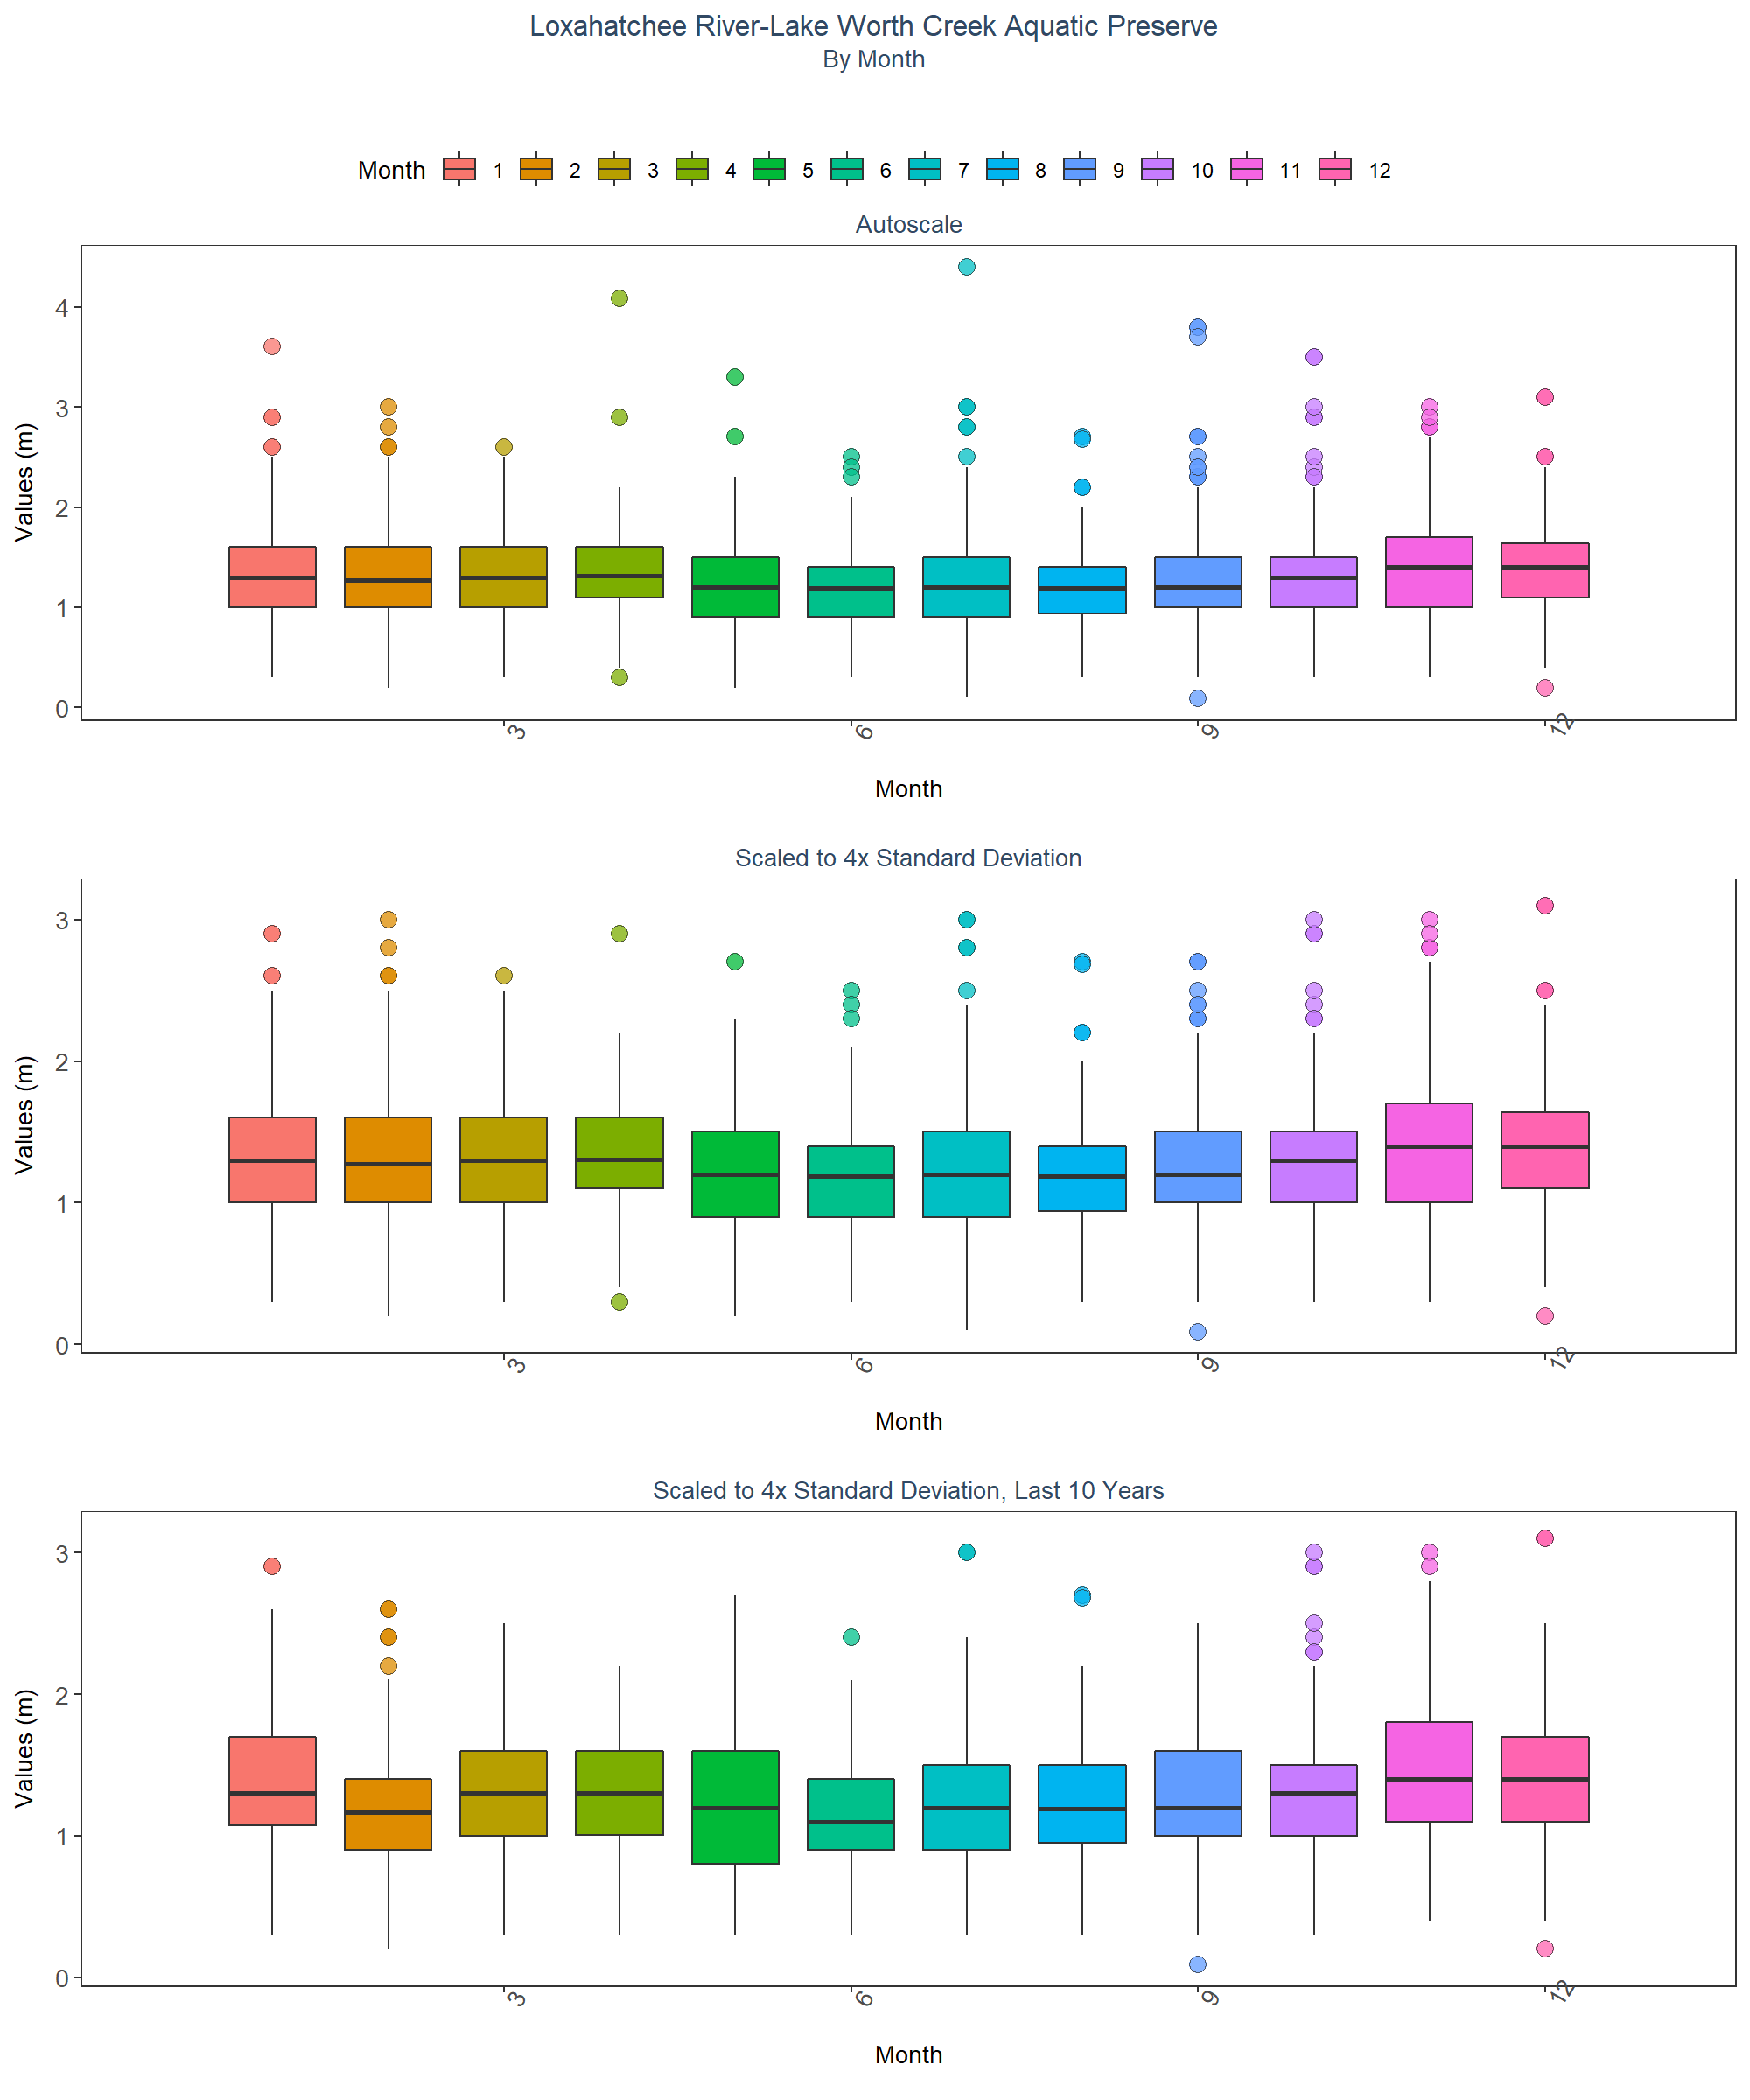 Loxahatchee River-Lake Worth Creek Aquatic Preserve
By Month
Month 1 2 3 4 5 6 7 8 9 10 11 12
Autoscale
Values (m)
4
3
2
1
0
3 6 9 12
Month
Scaled to 4x Standard Deviation
Values (m)
3
2
1
0
3 6 9 12
Month
Scaled to 4x Standard Deviation, Last 10 Years
Values (m)
3
2
1
0
3 6 9 12
Month